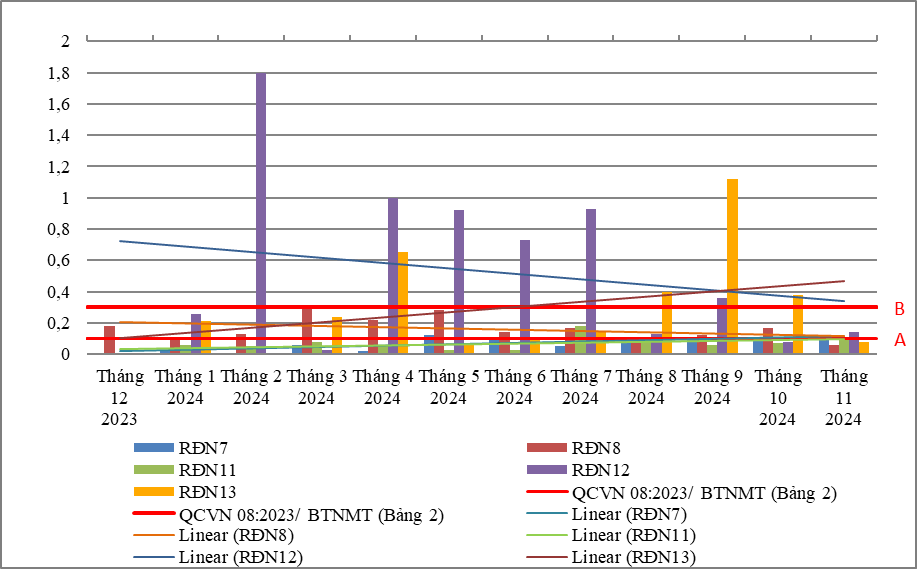 2
1,8
1,6
1,4
1,2
1
0,8
0,6
0,4
0,2
0
B
A
Tháng 12 2023
Tháng 1 2024
Tháng 2 2024
Tháng 3 2024
Tháng 4 2024
Tháng 5 2024
Tháng 6 2024
Tháng 7 2024
Tháng 8 2024
Tháng 9 2024
Tháng 10 2024
Tháng 11 2024
RĐN7
RĐN8
RĐN11
RĐN12
RĐN13
QCVN 08:2023/ BTNMT (Bảng 2)
QCVN 08:2023/ BTNMT (Bảng 2)
Linear (RĐN7)
Linear (RĐN8)
Linear (RĐN11)
Linear (RĐN12)
Linear (RĐN13)